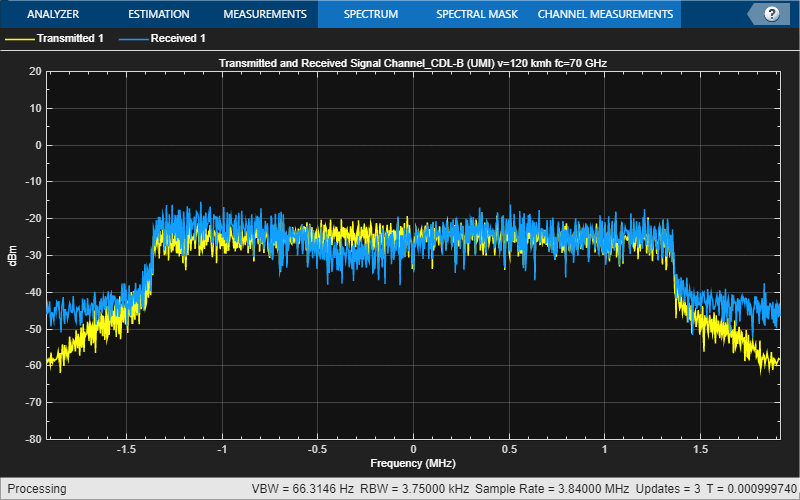 ANALYZER ESTIMATION MEASUREMENTS SPECTRUM SPECTRAL MASK CHANNEL MEASUREMENTS ?
Transmitted 1 Received 1
Transmitted and Received Signal Channel_CDL-B (UMI) v=120 kmh fc=70 GHz
20
10
0
-10
-20
-30
-40
-50
-60
-70
-80
dBm
-1.5 -1 -0.5 0 0.5 1 1.5
Frequency (MHz)
Processing VBW = 66.3146 Hz RBW = 3.75000 kHz Sample Rate = 3.84000 MHz Updates = 3 T = 0.000999740